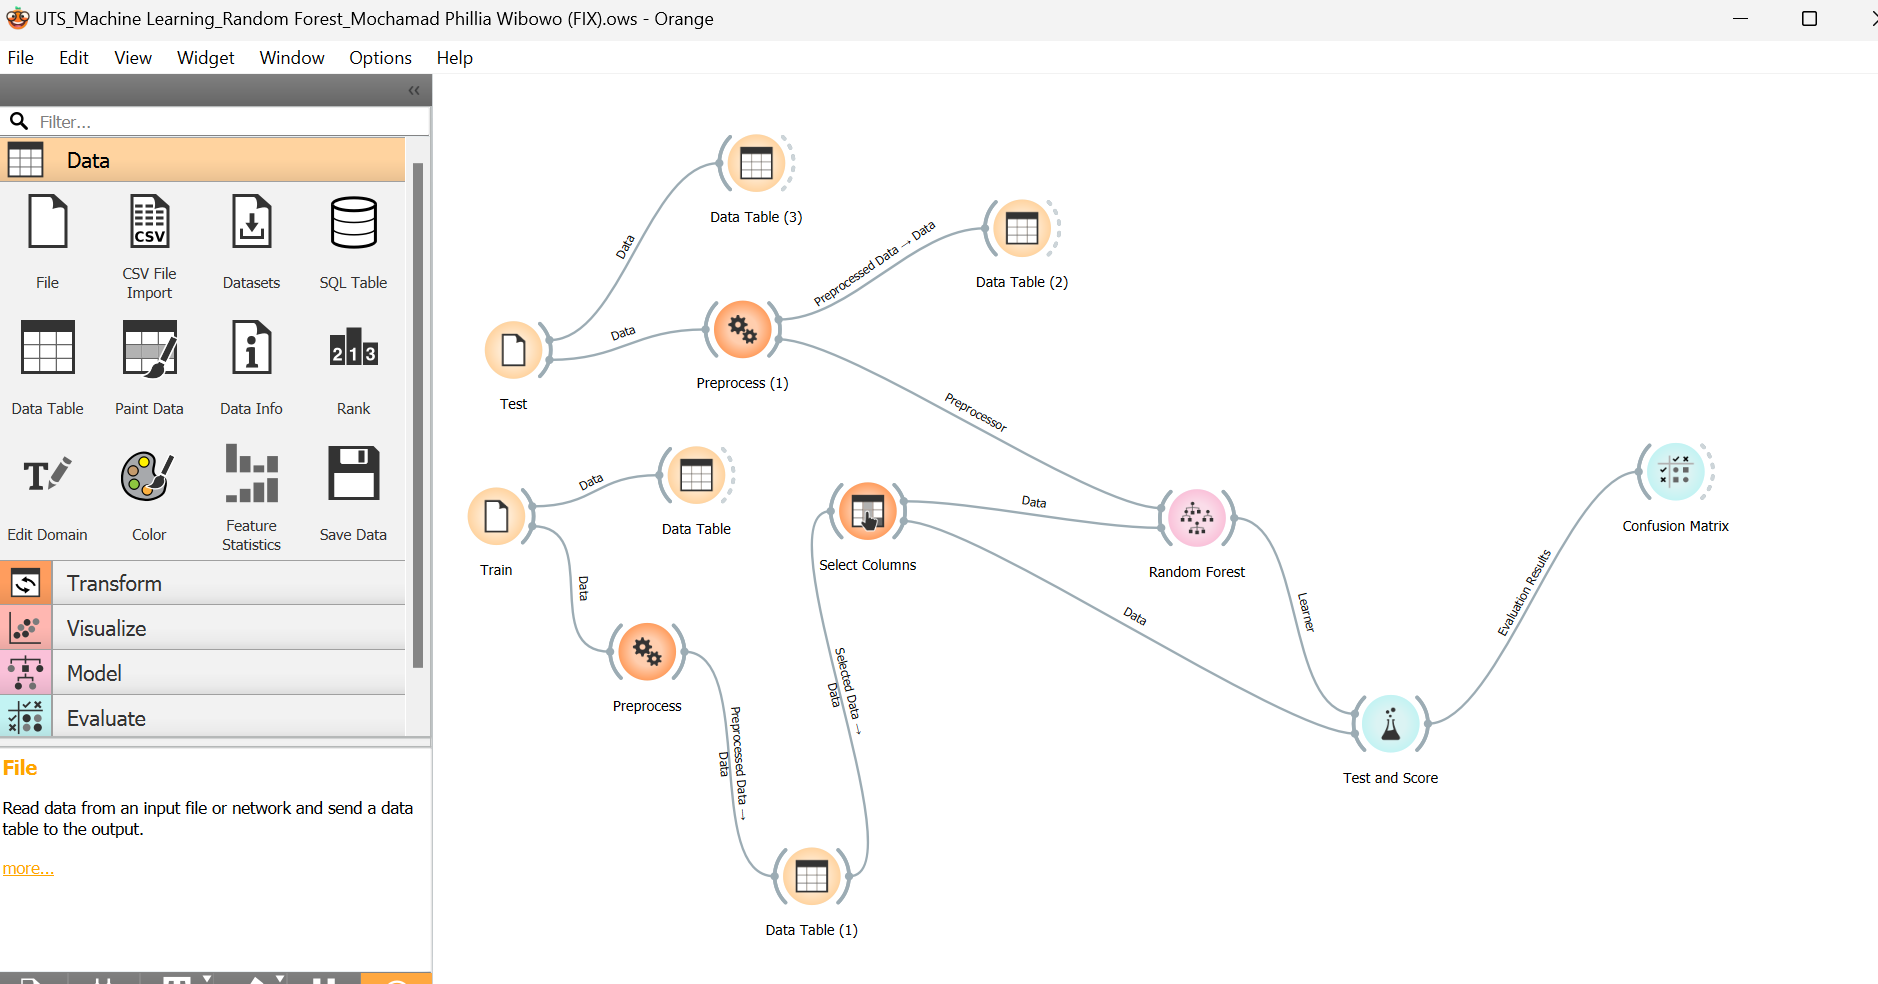 UTS_Machine Learning_Random Forest_Mochamad Phillia Wibowo (FIX).ows - Orange
File Edit View Widget Window Options Help
Filter...
Data
File
CSV File
Import
Datasets
SQL Table
Data Table
Paint Data
Data Info
Rank
Edit Domain
Color
Feature
Statistics
Save Data
Transform
Visualize
Model
Evaluate
File
Read data from an input file or network and send a data
table to the output.
more...
Data Table (3)
Data
Preprocessed Data → Data
Data Table (2)
Data
Test
Preprocess (1)
Preprocessor
Data
Data Table
Train
Data
Select Columns
Data
Random Forest
Confusion Matrix
Data
Learner
Evaluation Results
Preprocess
Selected Data →
Data
Preprocessed Data →
Data
Test and Score
Data Table (1)